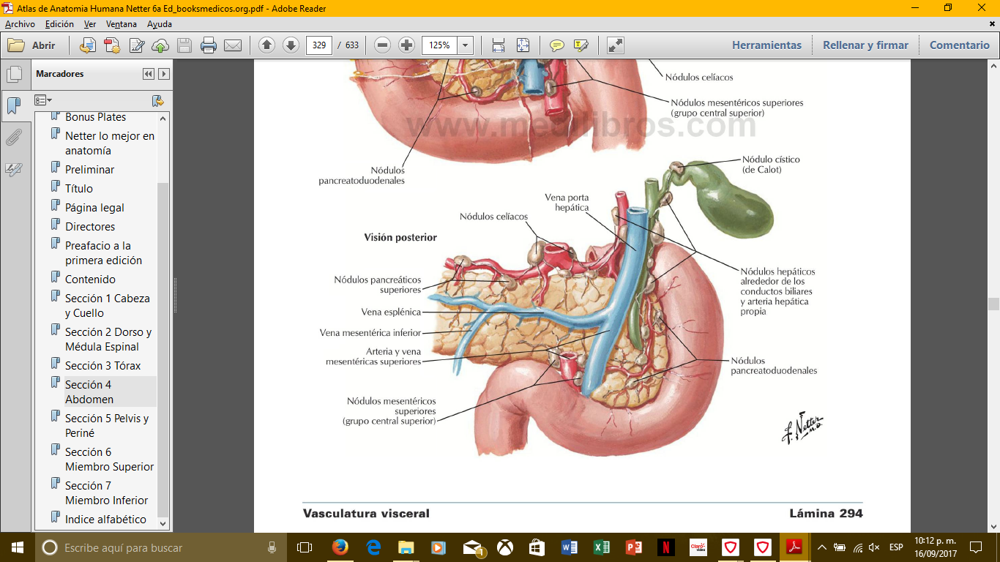 Atlas de Anatomia Humana Netter 6a Ed_booksmedicos.org.pdf - Adobe Reader
Archivo Edición Ver Ventana Ayuda
Abrir
329 / 633
125%
Herramientas
Rellenar y firmar
Comentario
Marcadores
Bonus Plates
Netter lo mejor en
anatomía
Preliminar
Título
Página legal
Directores
Preafacio a la
primera edición
Contenido
Sección 1 Cabeza
y Cuello
Sección 2 Dorso y
Médula Espinal
Sección 3 Tórax
Sección 4
Abdomen
Sección 5 Pelvis y
Periné
Sección 6
Miembro Superior
Sección 7
Miembro Inferior
Indice alfabético
Nódulos celíacos
Nódulos mesentéricos superiores
(grupo central superior)
www.medilibros.com
Nódulos
pancreatoduodenales
Nódulo cístico
(de Calot)
Vena porta
hepática
Nódulos celíacos
Visión posterior
Nódulos pancreáticos
superiores
Vena esplénica
Vena mesentérica inferior
Arteria y vena
mesentéricas superiores
Nódulos mesentéricos
superiores
(grupo central superior)
Nódulos hepáticos
alrededor de los
conductos biliares
y arteria hepática
propia
Nódulos
pancreatoduodenales
F. Netter
M.D.
Vasculatura visceral
Lámina 294
Escribe aquí para buscar
1
Claro
video
ESP
10:12 p. m.
16/09/2017